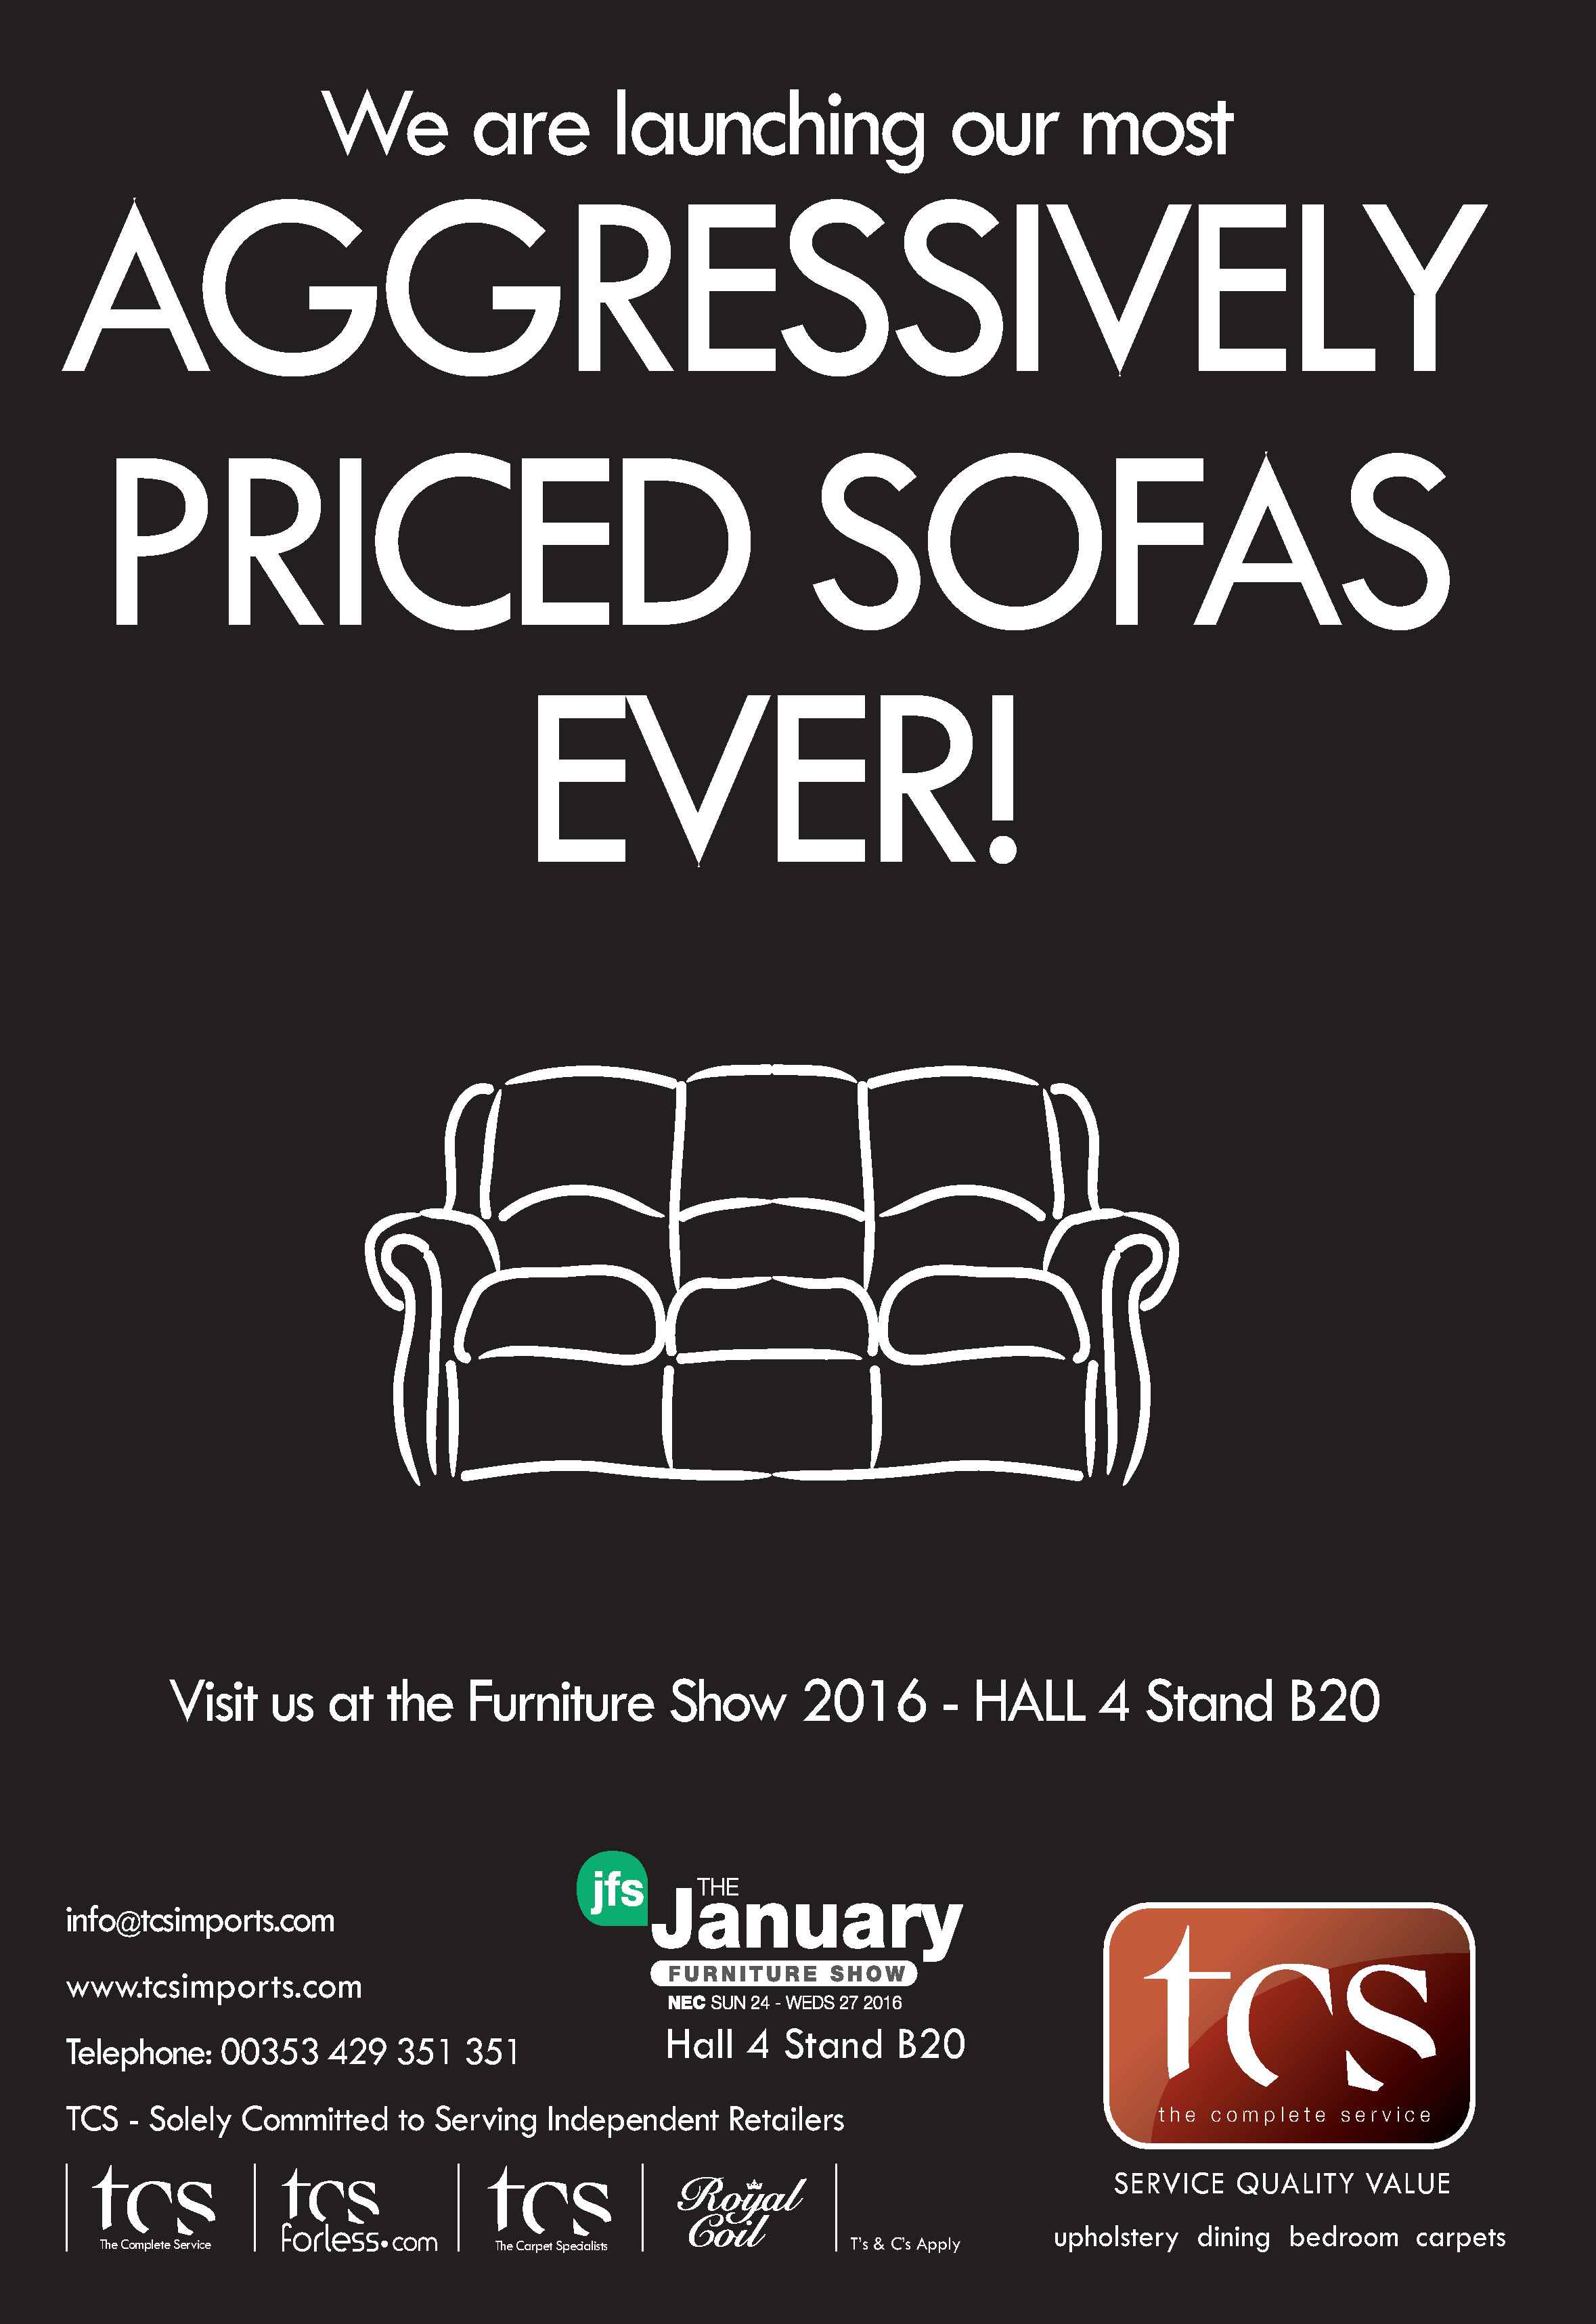 We are launching our most
AGGRESSIVELY
PRICED SOFAS
EVER!
Visit us at the Furniture Show 2016 - HALL 4 Stand B20
info@tcsimports.com
www.tcsimports.com
Telephone: 00353 429 351 351
TCS - Solely Committed to Serving Independent Retailers
jfs
THE
January
FURNITURE SHOW
NEC SUN 24 - WEDS 27 2016
Hall 4 Stand B20
tcs
the complete service
SERVICE QUALITY VALUE
upholstery dining bedroom carpets
tcs
The Complete Service
tcs
forless.com
tcs
The Carpet Specialists
Royal
Coil
T's & C's Apply